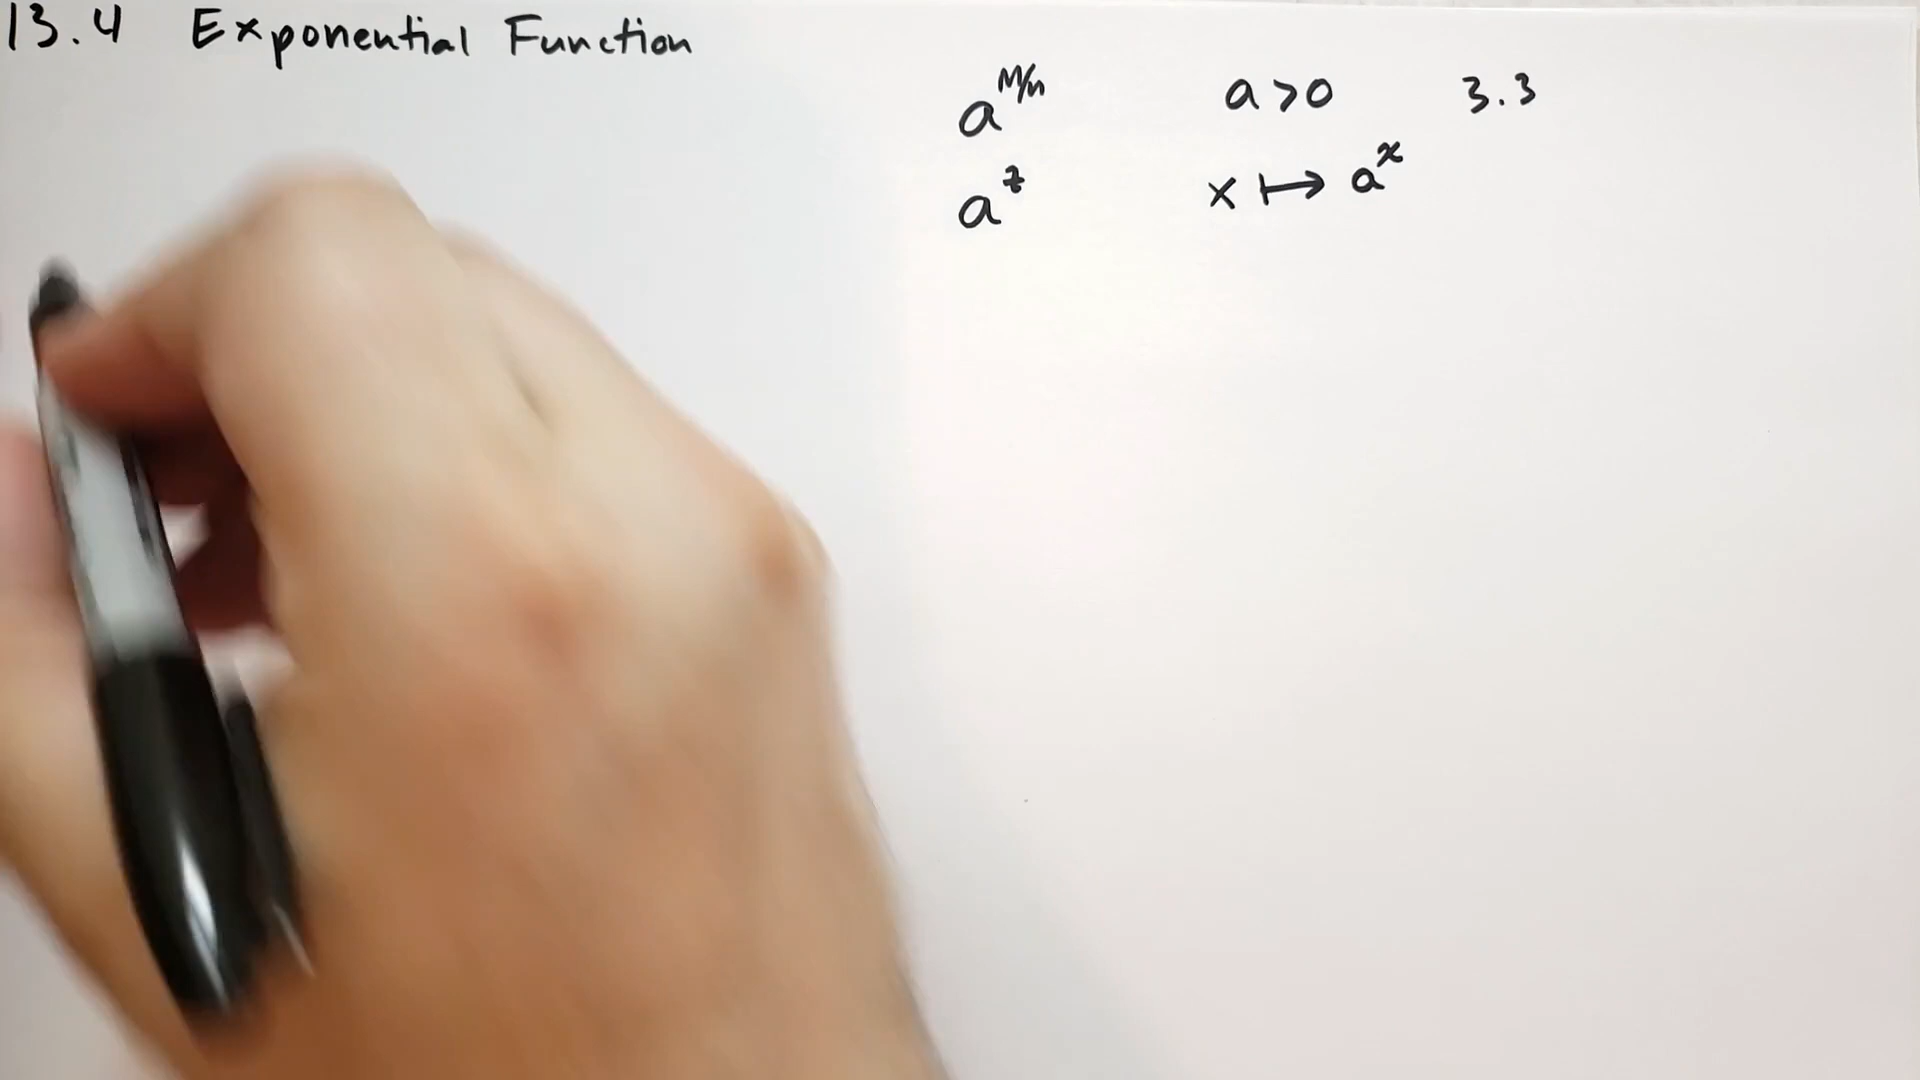 13.4 Exponential Function
a^{m/n} a>0 3.3
a^z x ↦ a^x